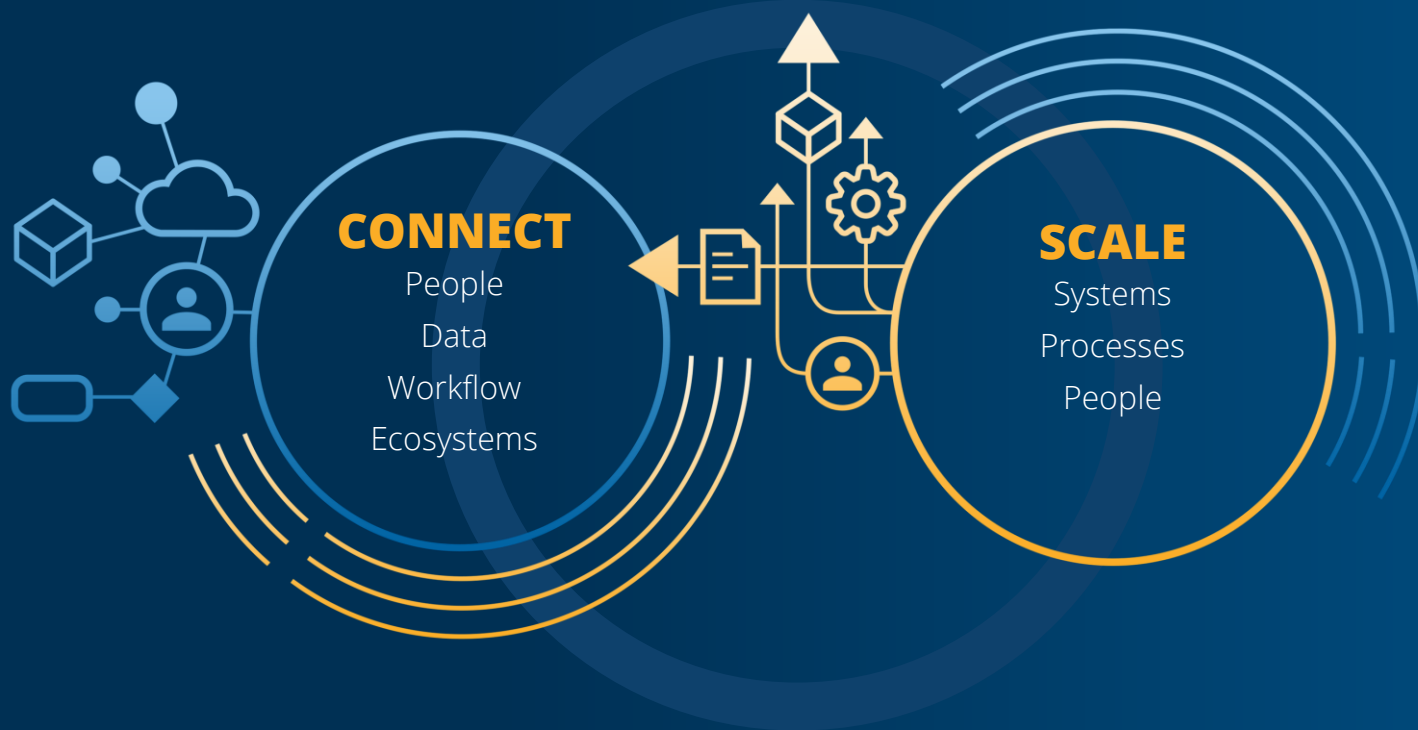 CONNECT
People
Data
Workflow
Ecosystems
SCALE
Systems
Processes
People